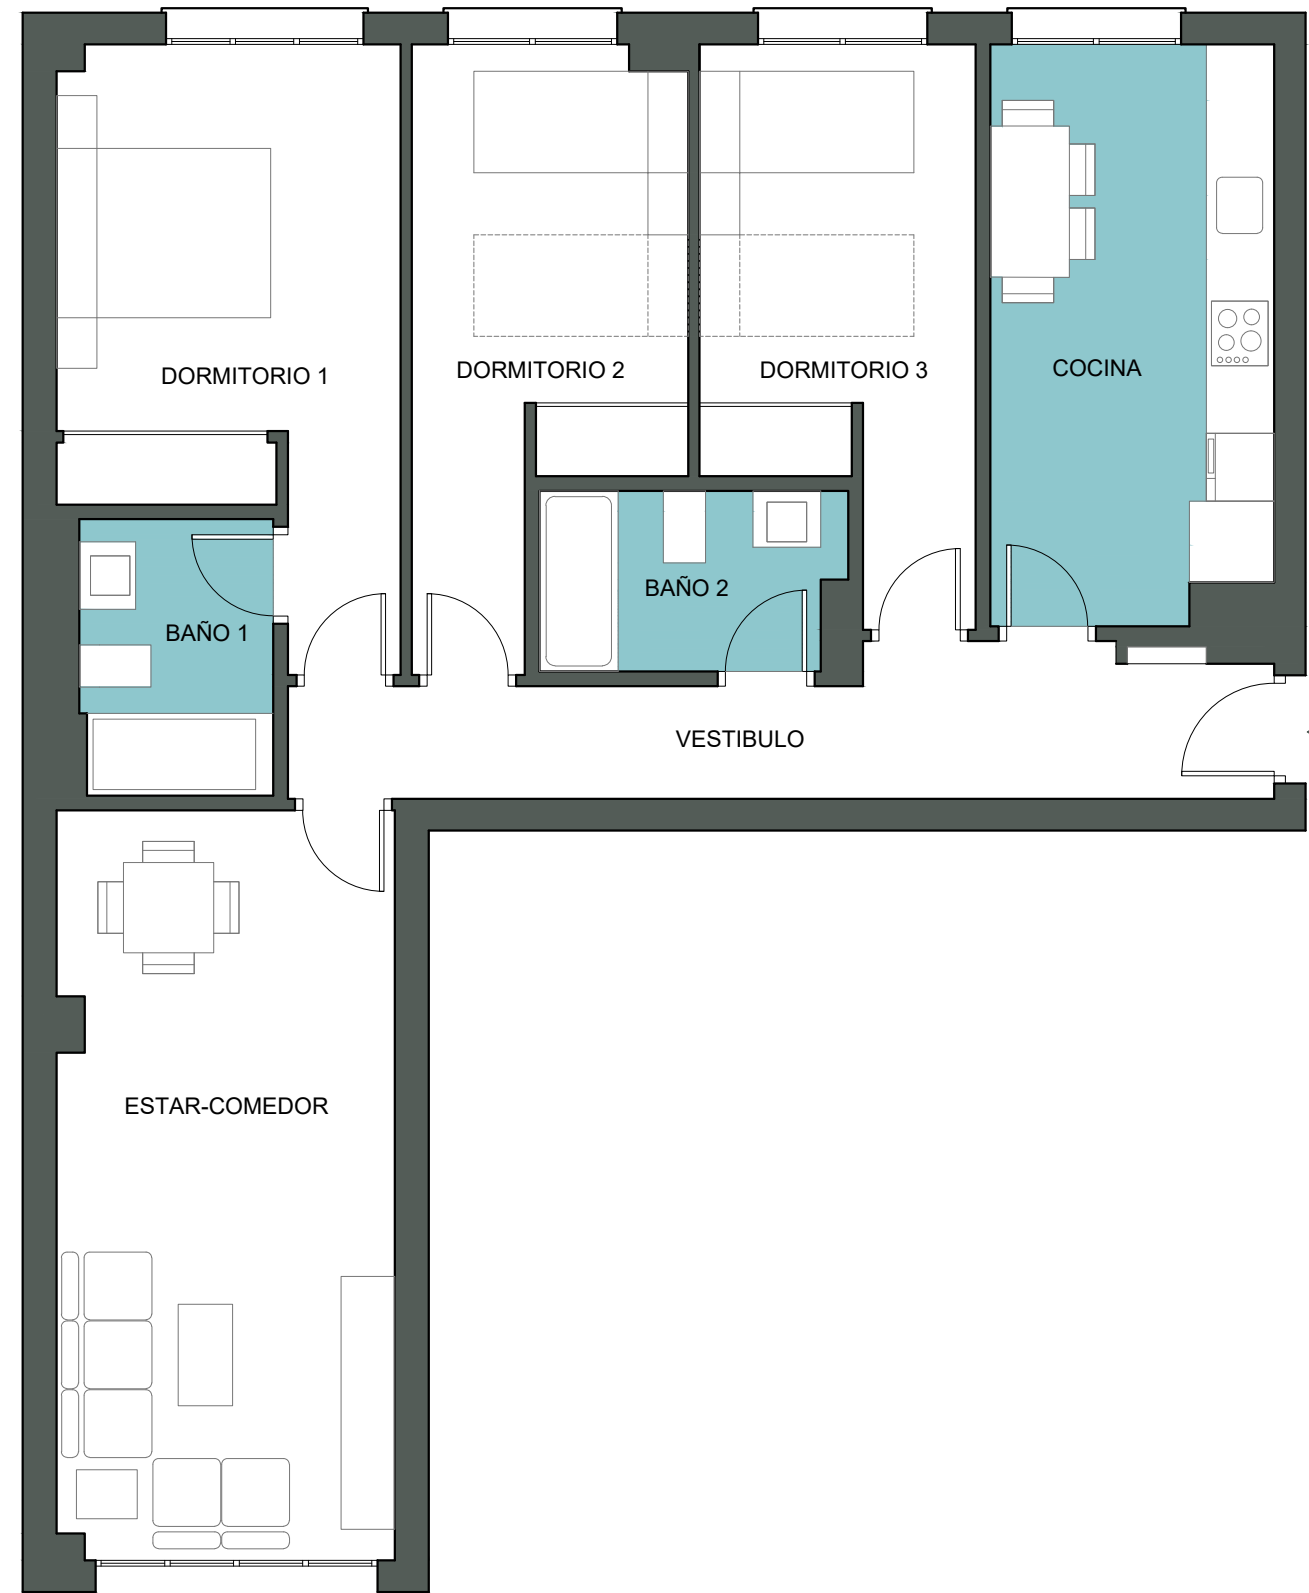 DORMITORIO 1
DORMITORIO 2
DORMITORIO 3
COCINA
BAÑO 1
BAÑO 2
VESTIBULO
ESTAR-COMEDOR